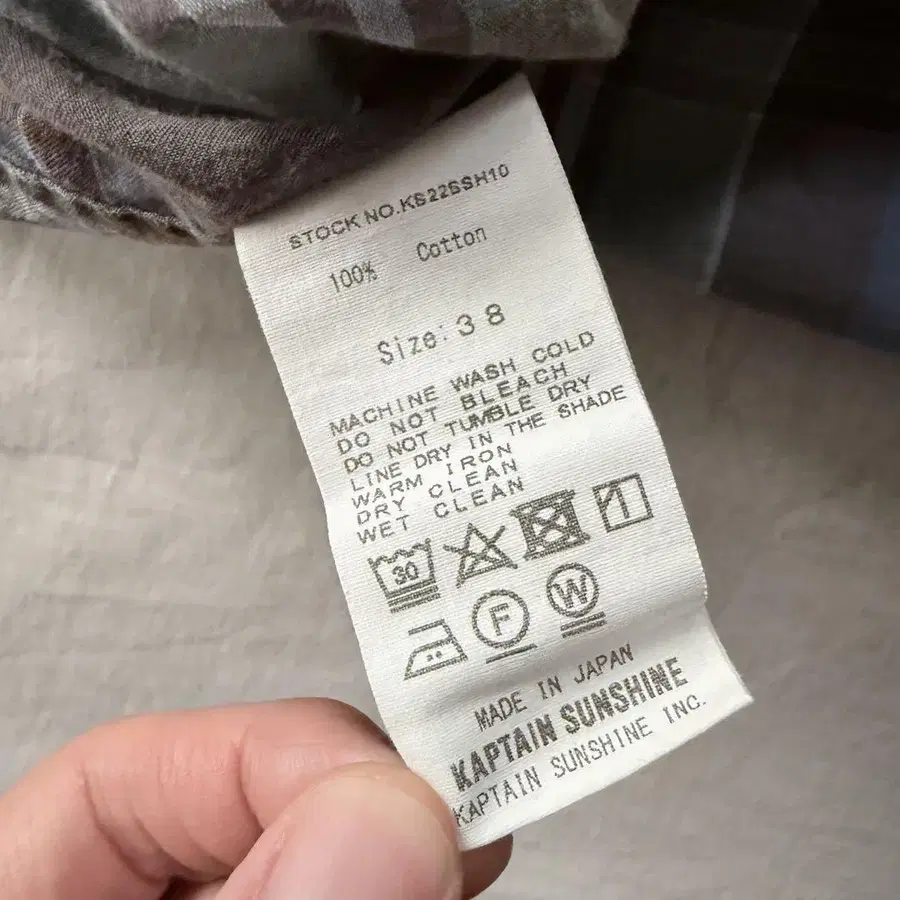 STOCK NO.KS22SSH10
100% Cotton
Size:38
MACHINE WASH COLD
DO NOT BLEACH
DO NOT TUMBLE DRY
LINE DRY IN THE SHADE
WARM IRON
DRY CLEAN
WET CLEAN
30
F W
MADE IN JAPAN
KAPTAIN SUNSHINE
KAPTAIN SUNSHINE INC.